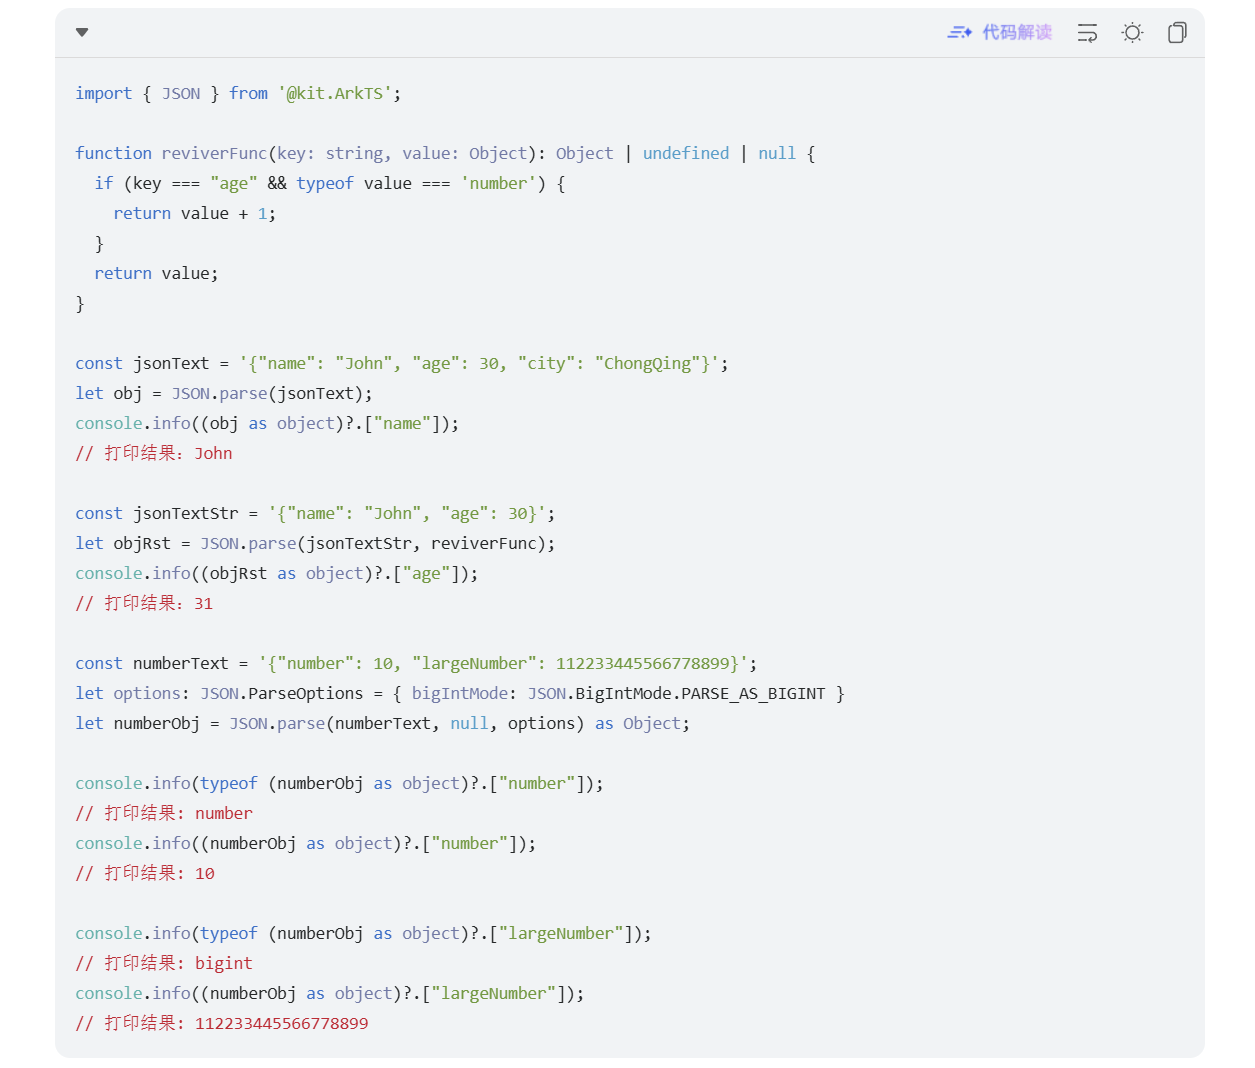 代码解读
import { JSON } from '@kit.ArkTS';
function reviverFunc(key: string, value: Object): Object | undefined | null {
  if (key === "age" && typeof value === 'number') {
    return value + 1;
  }
  return value;
}
const jsonText = '{"name": "John", "age": 30, "city": "ChongQing"}';
let obj = JSON.parse(jsonText);
console.info((obj as object)?.["name"]);
// 打印结果：John
const jsonTextStr = '{"name": "John", "age": 30}';
let objRst = JSON.parse(jsonTextStr, reviverFunc);
console.info((objRst as object)?.["age"]);
// 打印结果：31
const numberText = '{"number": 10, "largeNumber": 112233445566778899}';
let options: JSON.ParseOptions = { bigIntMode: JSON.BigIntMode.PARSE_AS_BIGINT }
let numberObj = JSON.parse(numberText, null, options) as Object;
console.info(typeof (numberObj as object)?.["number"]);
// 打印结果: number
console.info((numberObj as object)?.["number"]);
// 打印结果: 10
console.info(typeof (numberObj as object)?.["largeNumber"]);
// 打印结果: bigint
console.info((numberObj as object)?.["largeNumber"]);
// 打印结果: 112233445566778899